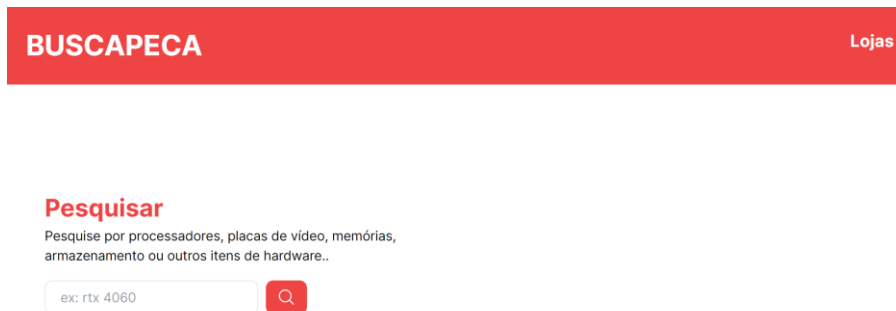 BUSCAPECA
Lojas
Pesquisar
Pesquise por processadores, placas de vídeo, memórias,
armazenamento ou outros itens de hardware..
ex: rtx 4060